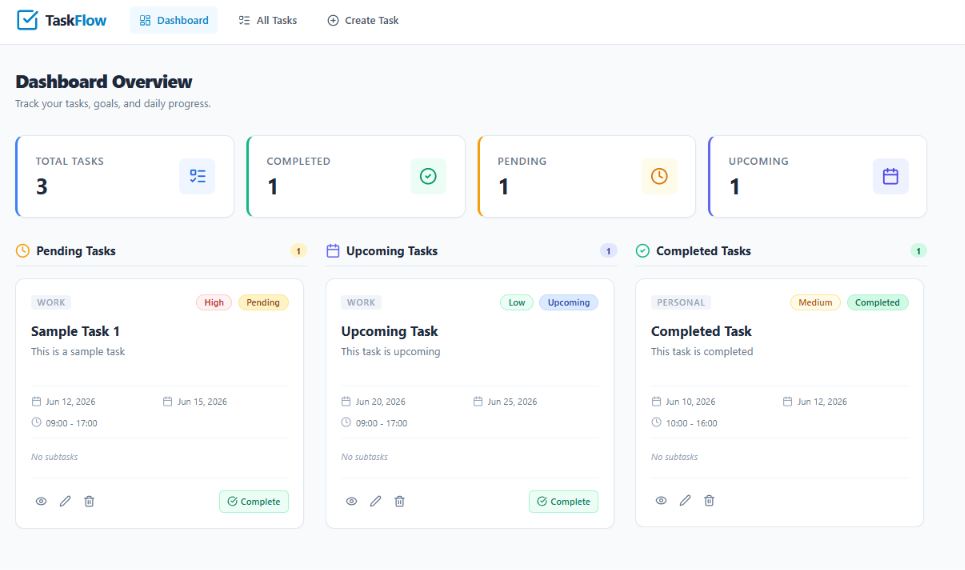 TaskFlow Dashboard All Tasks Create Task
Dashboard Overview
Track your tasks, goals, and daily progress.
TOTAL TASKS
3
COMPLETED
1
PENDING
1
UPCOMING
1
Pending Tasks 1
WORK High Pending
Sample Task 1
This is a sample task
Jun 12, 2026 Jun 15, 2026
09:00 - 17:00
No subtasks
Complete
Upcoming Tasks 1
WORK Low Upcoming
Upcoming Task
This task is upcoming
Jun 20, 2026 Jun 25, 2026
09:00 - 17:00
No subtasks
Complete
Completed Tasks 1
PERSONAL Medium Completed
Completed Task
This task is completed
Jun 10, 2026 Jun 12, 2026
10:00 - 16:00
No subtasks